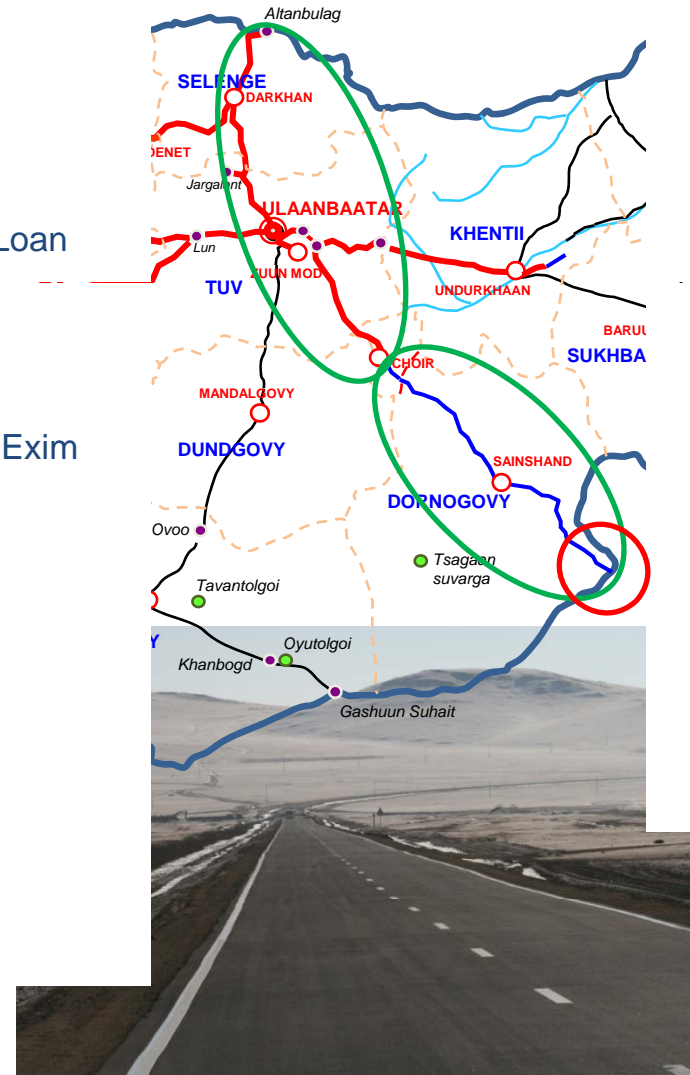 Altanbulag
SELENGE
DARKHAN
DENET
Jargalant
ULAANBAATAR
Loan
Lun
KHENTII
ZUUN MOD
TUV
UNDURKHAAN
BARUU
CHOIR
SUKHBA
MANDALGOVY
Exim
DUNDGOVY
SAINSHAND
DORNOGOVY
Ovoo
Tsagaan
suvarga
Tavantolgoi
Y
Oyutolgoi
Khanbogd
Gashuun Suhait